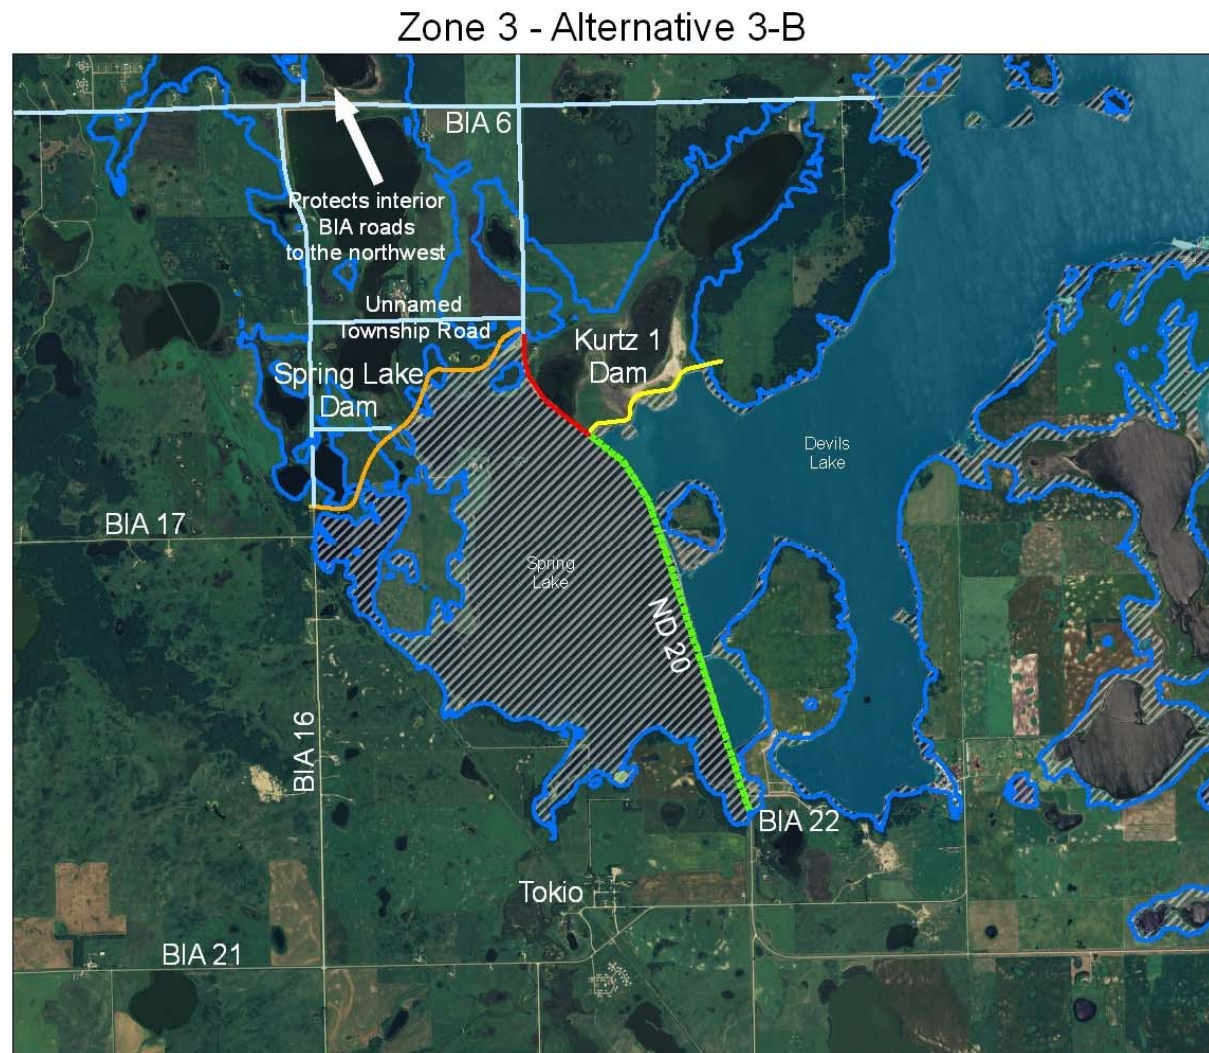 Zone 3 - Alternative 3-B
BIA 6
Protects interior
BIA roads
to the northwest
Unnamed
Township Road
Kurtz 1
Dam
Spring Lake
Dam
Devils
Lake
BIA 17
Spring
Lake
ND 20
BIA 16
BIA 22
Tokio
BIA 21